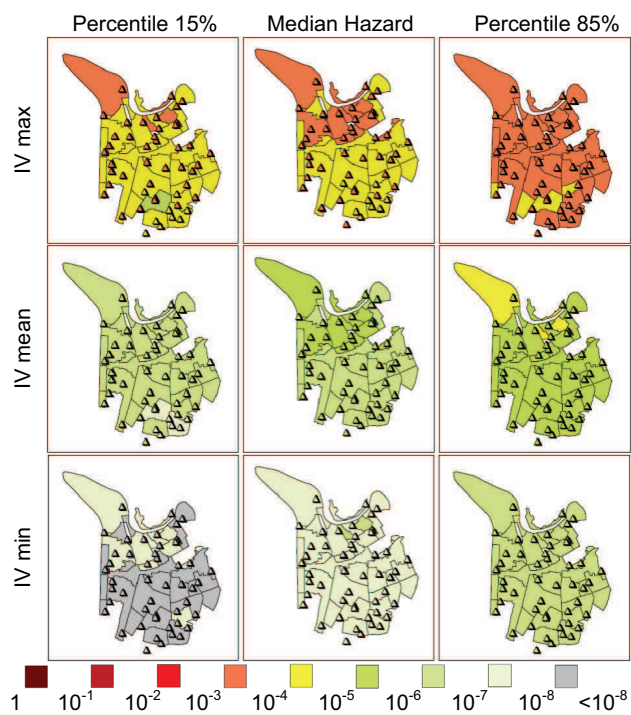 Percentile 15% Median Hazard Percentile 85%
IV max
IV mean
IV min
1 10⁻¹ 10⁻² 10⁻³ 10⁻⁴ 10⁻⁵ 10⁻⁶ 10⁻⁷ 10⁻⁸ <10⁻⁸